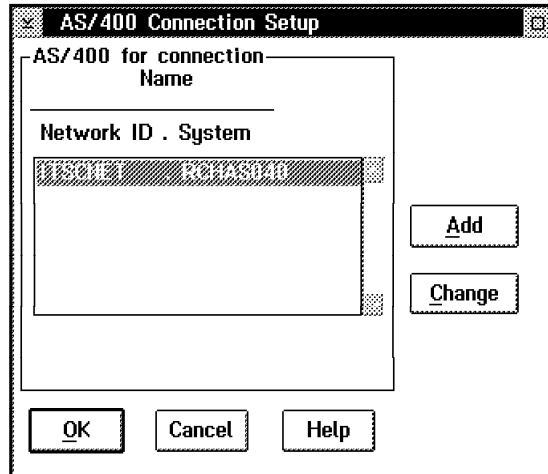 AS/400 Connection Setup
AS/400 for connection
Name
Network ID . System
ITSCNET . RCHAS040
Add
Change
OK
Cancel
Help